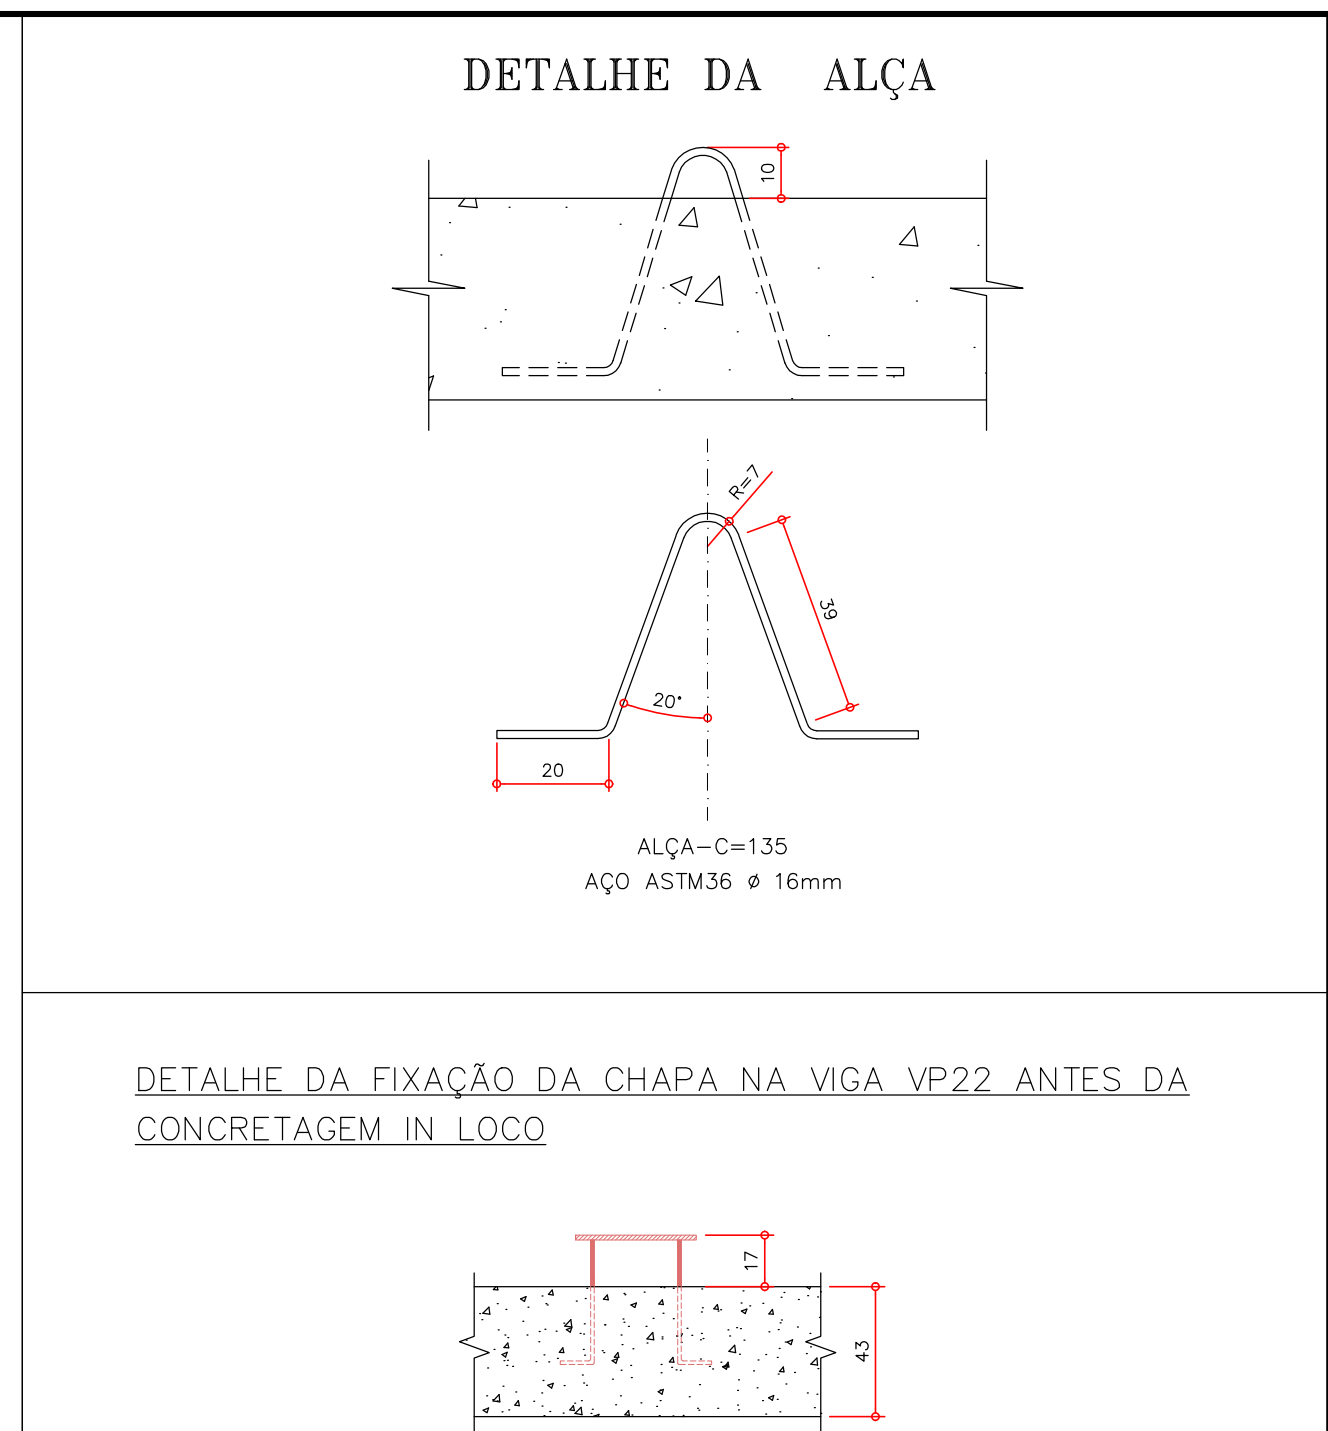 DETALHE DA ALÇA
10
R=7
39
20°
20
ALÇA-C=135
AÇO ASTM36 ø 16mm
DETALHE DA FIXAÇÃO DA CHAPA NA VIGA VP22 ANTES DA
CONCRETAGEM IN LOCO
17
43